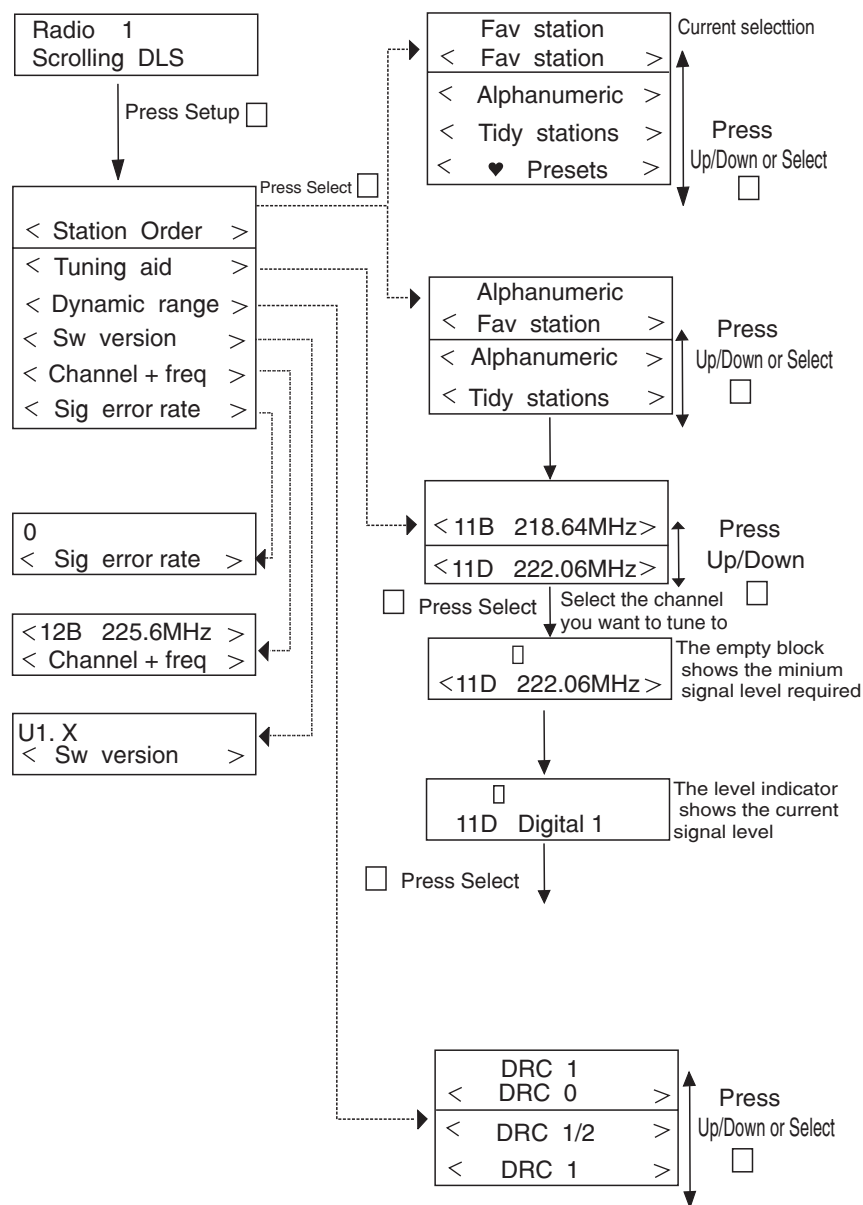 Radio 1
Scrolling DLS
Press Setup
< Station Order >
< Tuning aid >
< Dynamic range >
< Sw version >
< Channel + freq >
< Sig error rate >
0
< Sig error rate >
<12B 225.6MHz >
< Channel + freq >
U1. X
< Sw version >
Press Select
Fav station
< Fav station >
< Alphanumeric >
< Tidy stations >
< ♥ Presets >
Current selecttion
Press
Up/Down or Select
Alphanumeric
< Fav station >
< Alphanumeric >
< Tidy stations >
Press
Up/Down or Select
<11B 218.64MHz>
<11D 222.06MHz>
Press
Up/Down
Press Select
Select the channel
you want to tune to
<11D 222.06MHz>
The empty block
shows the minium
signal level required
11D Digital 1
The level indicator
shows the current
signal level
Press Select
DRC 1
< DRC 0 >
< DRC 1/2 >
< DRC 1 >
Press
Up/Down or Select